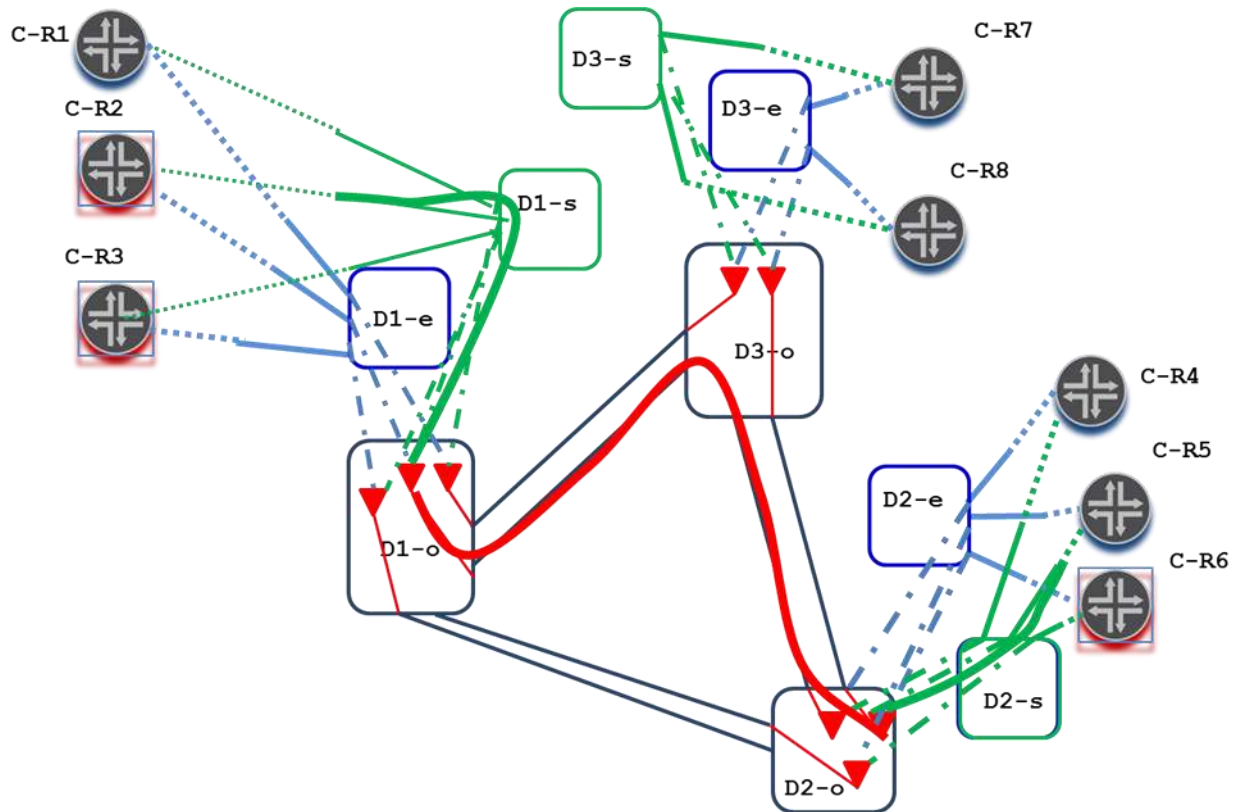 C-R1
C-R2
C-R3
D1-s
D1-e
D1-o
D3-s
D3-e
C-R7
C-R8
D3-o
C-R4
C-R5
C-R6
D2-e
D2-s
D2-o